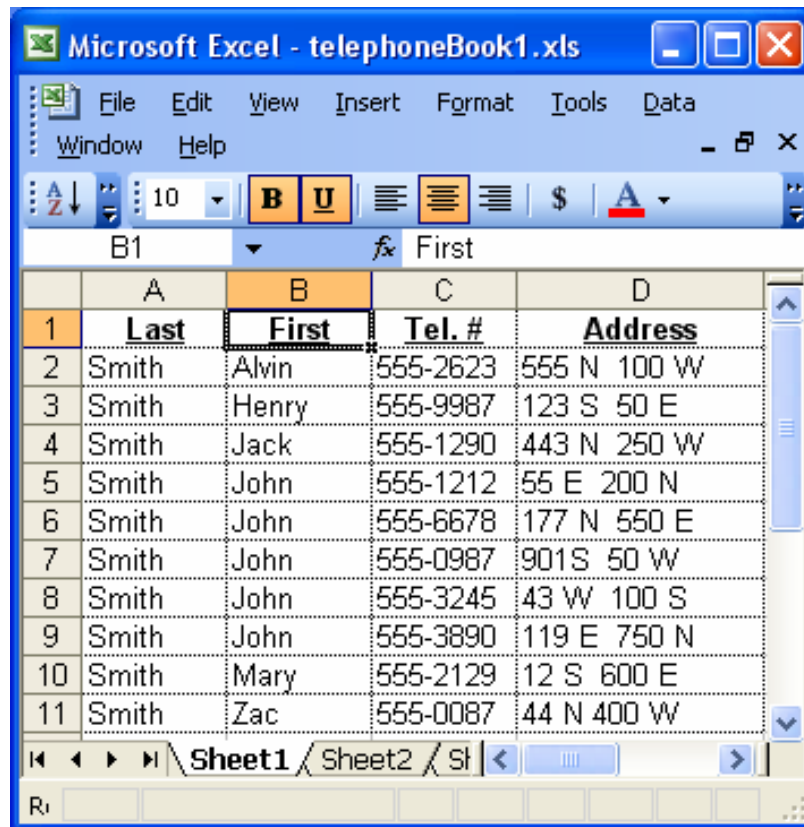 Microsoft Excel - telephoneBook1.xls
File Edit View Insert Format Tools Data
Window Help
10 B U $ A
B1 fx First
A B C D
1 Last First Tel. # Address
2 Smith Alvin 555-2623 555 N 100 W
3 Smith Henry 555-9987 123 S 50 E
4 Smith Jack 555-1290 443 N 250 W
5 Smith John 555-1212 55 E 200 N
6 Smith John 555-6678 177 N 550 E
7 Smith John 555-0987 901S 50 W
8 Smith John 555-3245 43 W 100 S
9 Smith John 555-3890 119 E 750 N
10 Smith Mary 555-2129 12 S 600 E
11 Smith Zac 555-0087 44 N 400 W
Sheet1 Sheet2